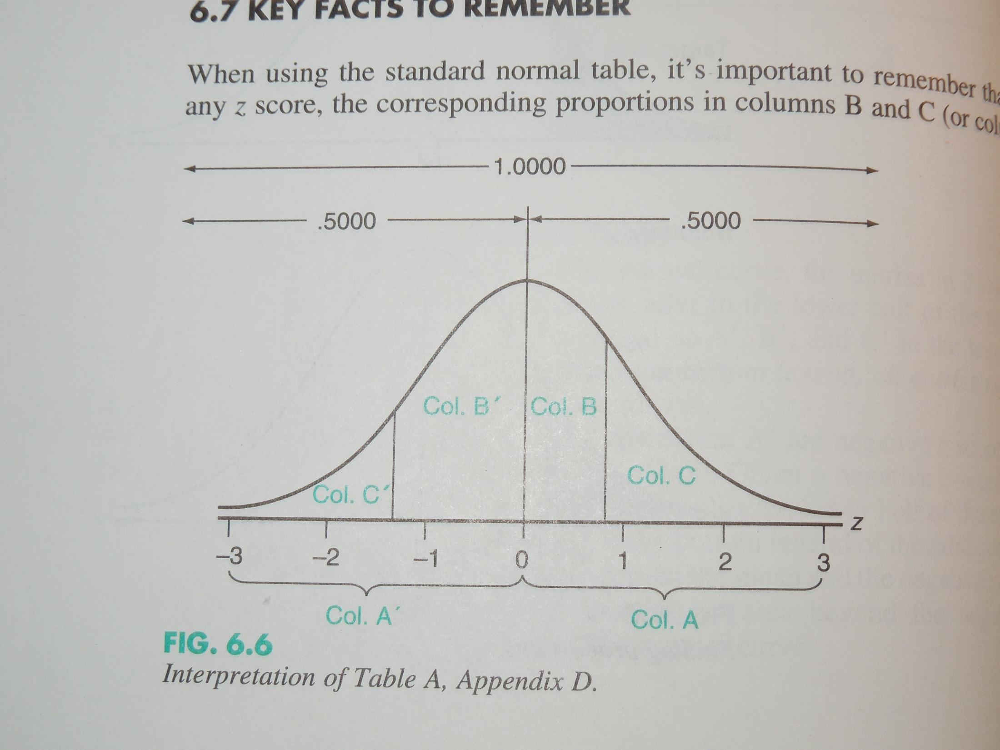 6.7 KEY FACTS TO REMEMBER
When using the standard normal table, it's important to remember
any z score, the corresponding proportions in columns B and C (or
1.0000
.5000 .5000
Col. B´ Col. B
Col. C´ Col. C
z
–3 –2 –1 0 1 2 3
Col. A´ Col. A
FIG. 6.6
Interpretation of Table A, Appendix D.